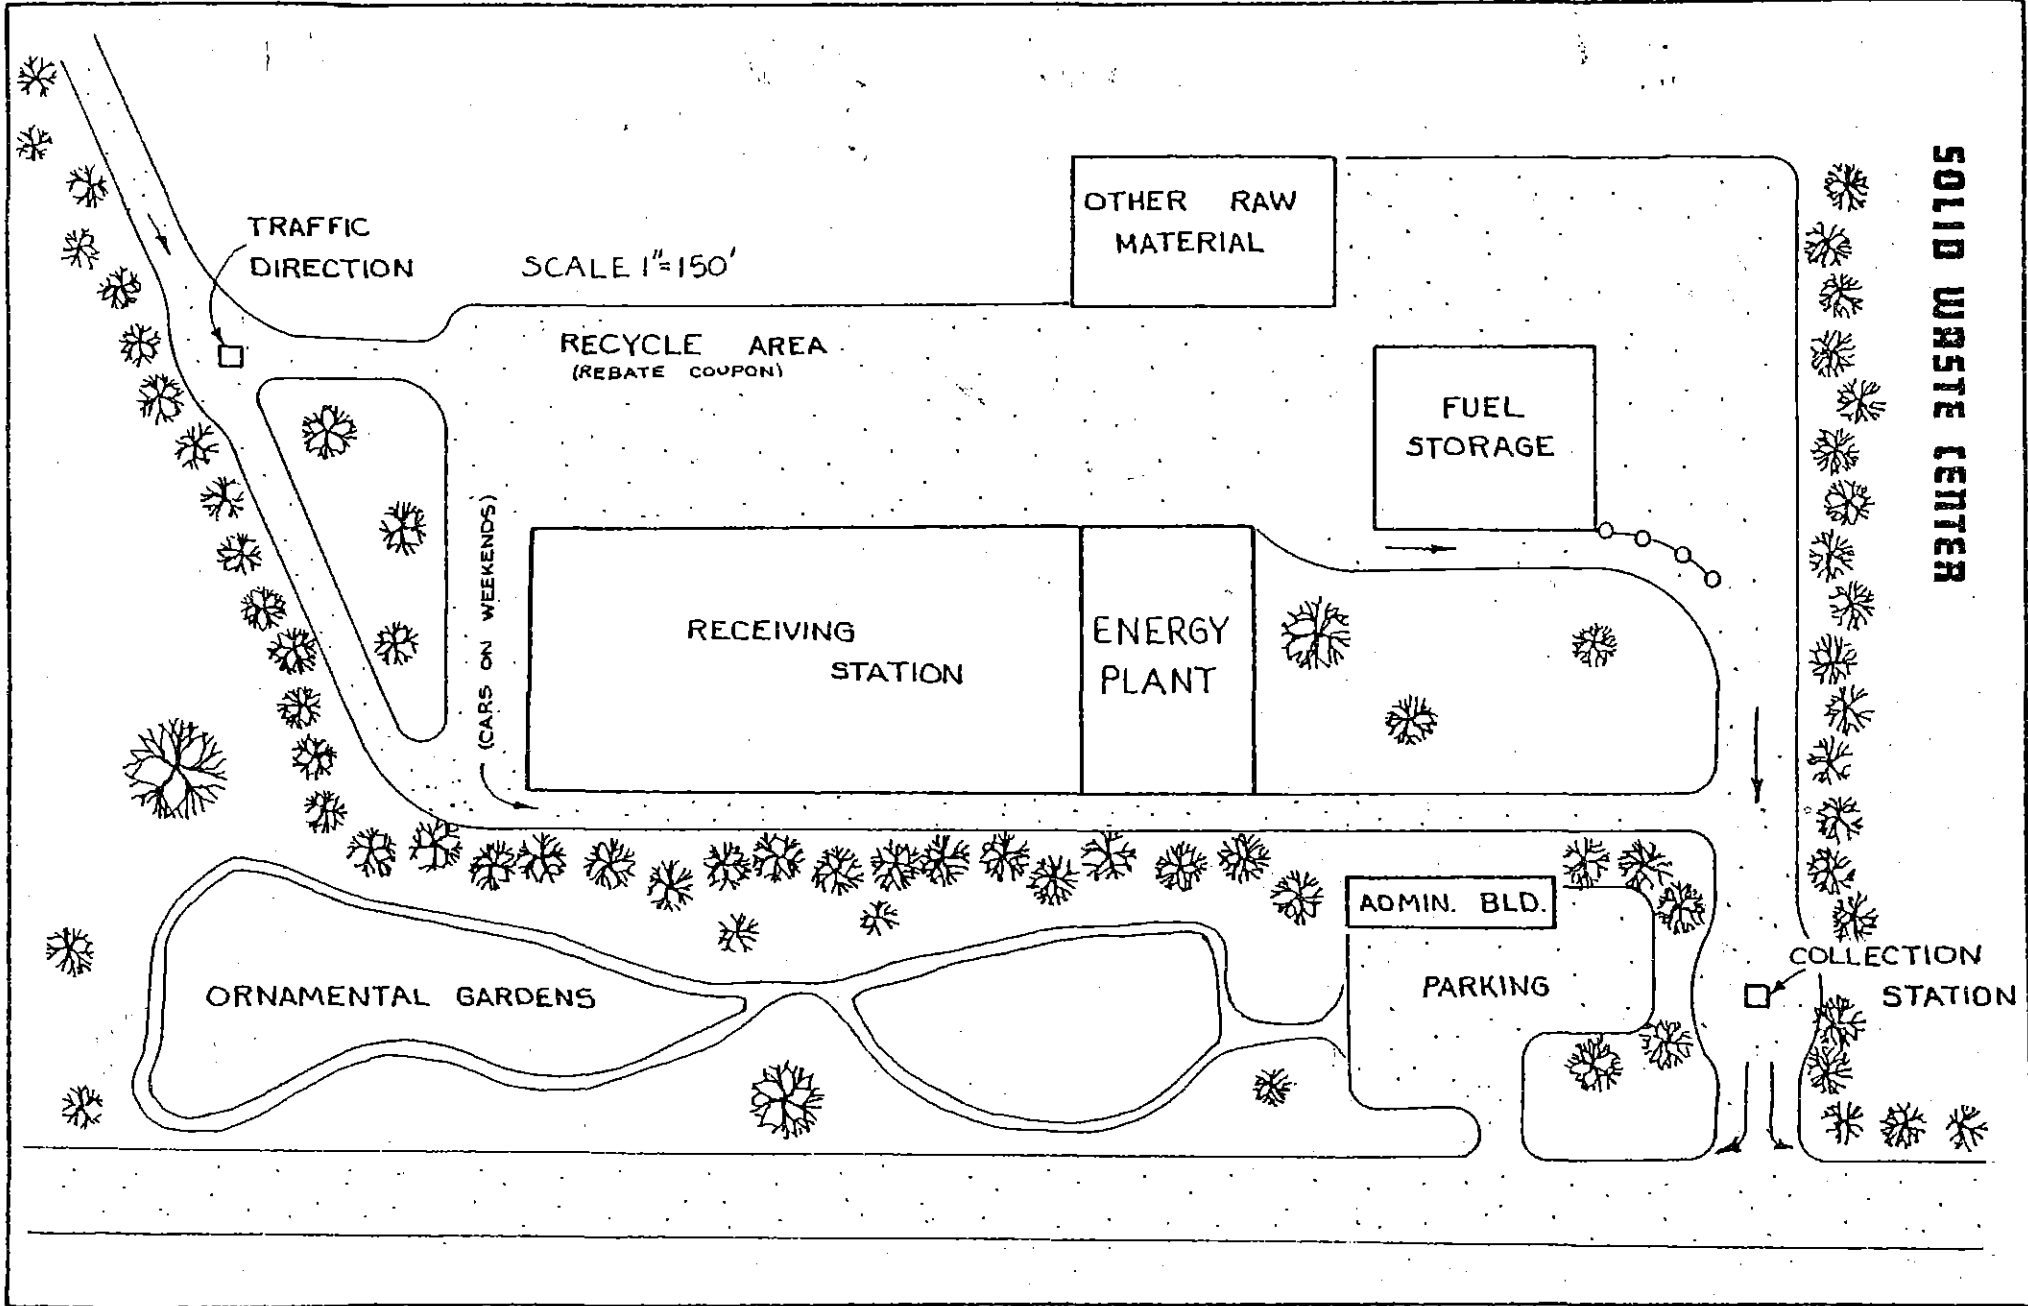 SOLID WASTE CENTER
TRAFFIC
DIRECTION
SCALE 1"=150'
OTHER RAW
MATERIAL
RECYCLE AREA
(REBATE COUPON)
FUEL
STORAGE
(CARS ON WEEKENDS)
RECEIVING
STATION
ENERGY
PLANT
ADMIN. BLD.
PARKING
COLLECTION
STATION
ORNAMENTAL GARDENS